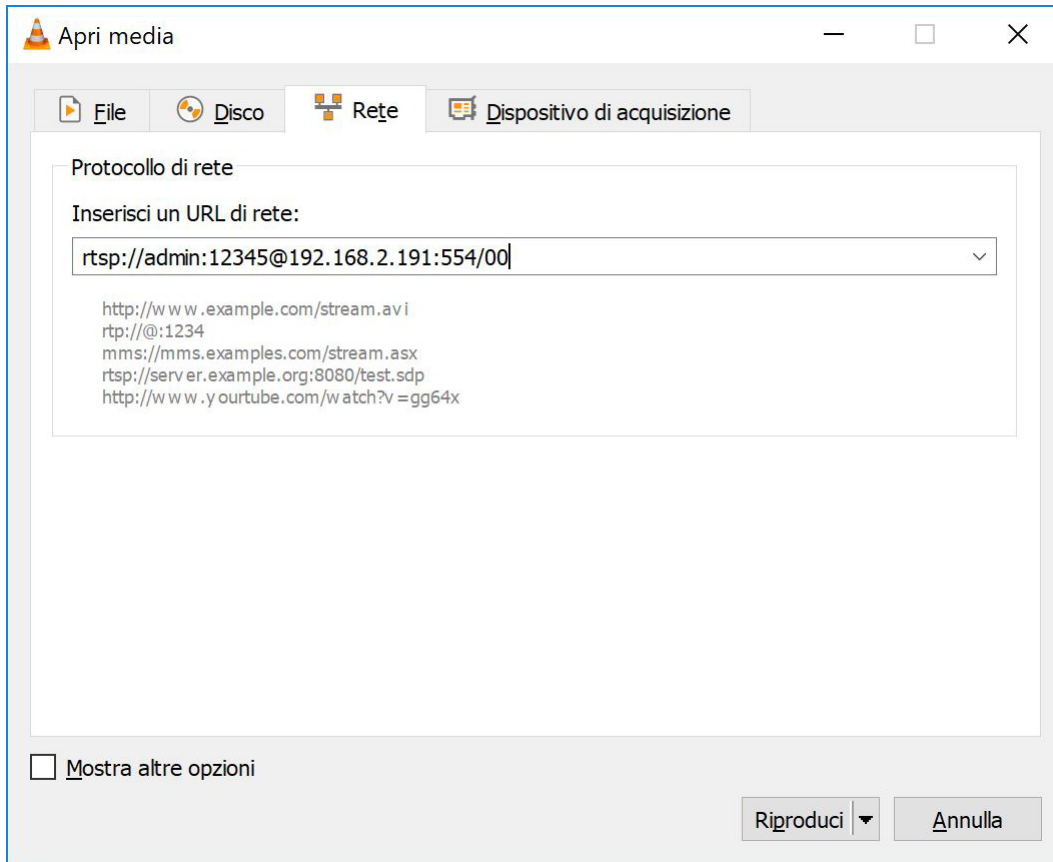 Apri media
File Disco Rete Dispositivo di acquisizione
Protocollo di rete
Inserisci un URL di rete:
rtsp://admin:12345@192.168.2.191:554/00
http://www.example.com/stream.avi
rtp://@:1234
mms://mms.examples.com/stream.asx
rtsp://server.example.org:8080/test.sdp
http://www.yourtube.com/watch?v=gg64x
Mostra altre opzioni
Riproduci Annulla